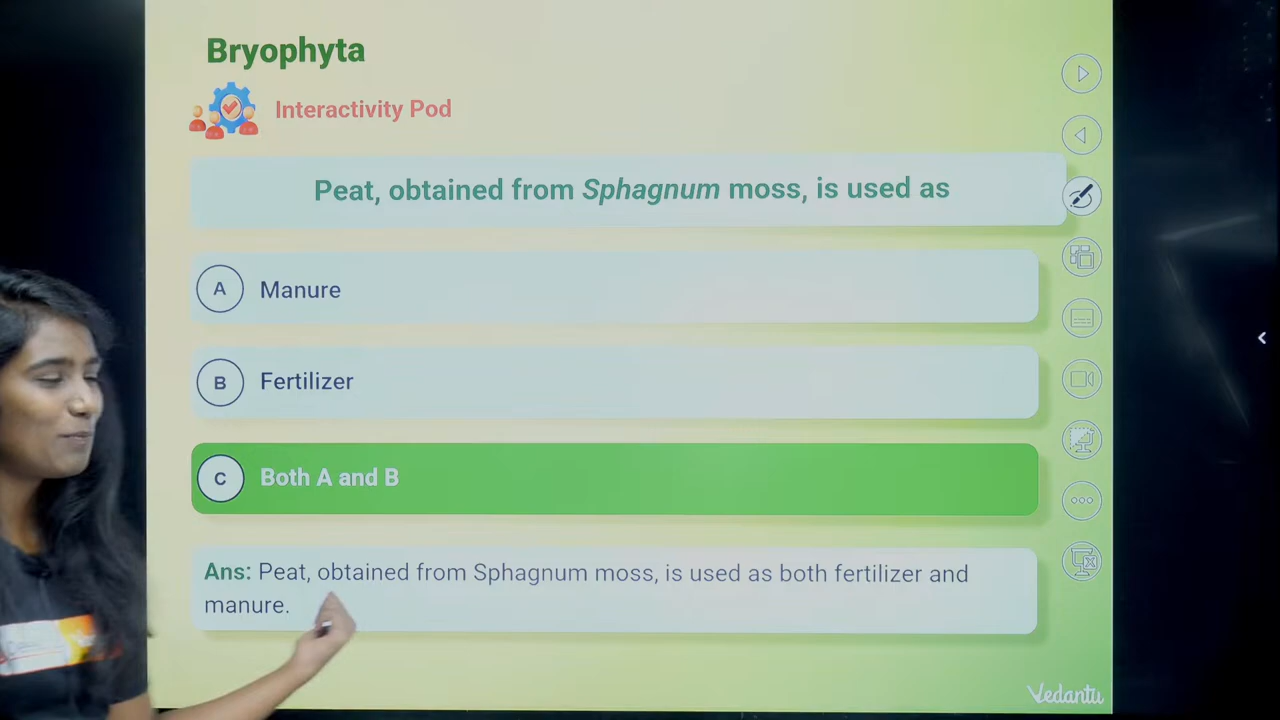 Bryophyta
Interactivity Pod
Peat, obtained from Sphagnum moss, is used as
A Manure
B Fertilizer
C Both A and B
Ans: Peat, obtained from Sphagnum moss, is used as both fertilizer and
manure.
Vedantu